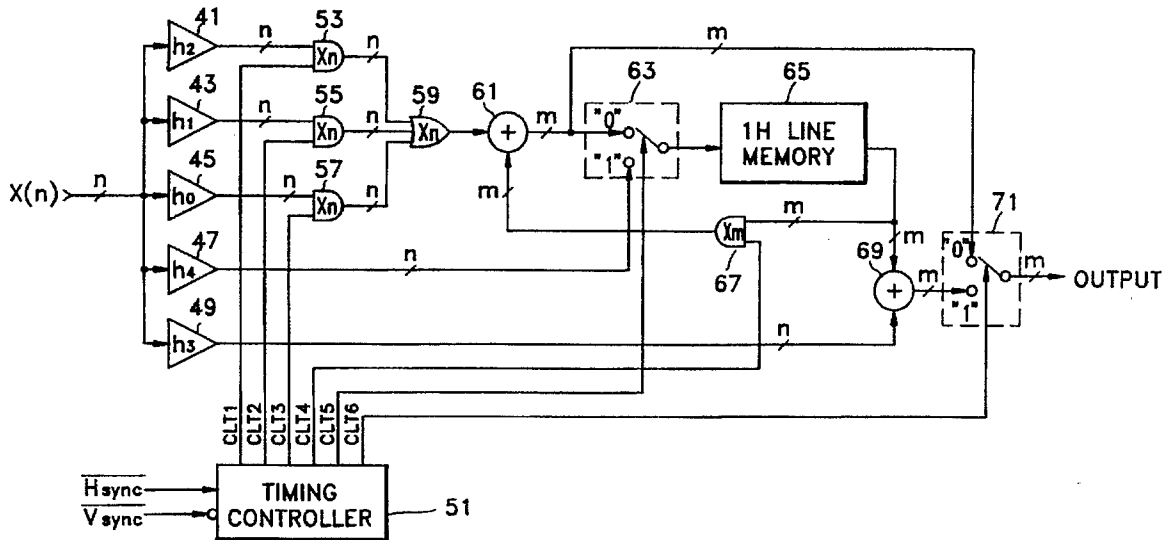 41
h2
n
53
Xn
n
43
h1
n
55
Xn
n
59
Xn
61
+
m
m
63
"0"
"1"
65
1H LINE
MEMORY
X(n)
n
45
h0
n
57
Xn
n
m
Xm
67
m
m
71
"0"
"1"
m
OUTPUT
47
h4
n
69
+
m
49
h3
n
CLT1
CLT2
CLT3
CLT4
CLT5
CLT6
Hsync
Vsync
TIMING
CONTROLLER
51